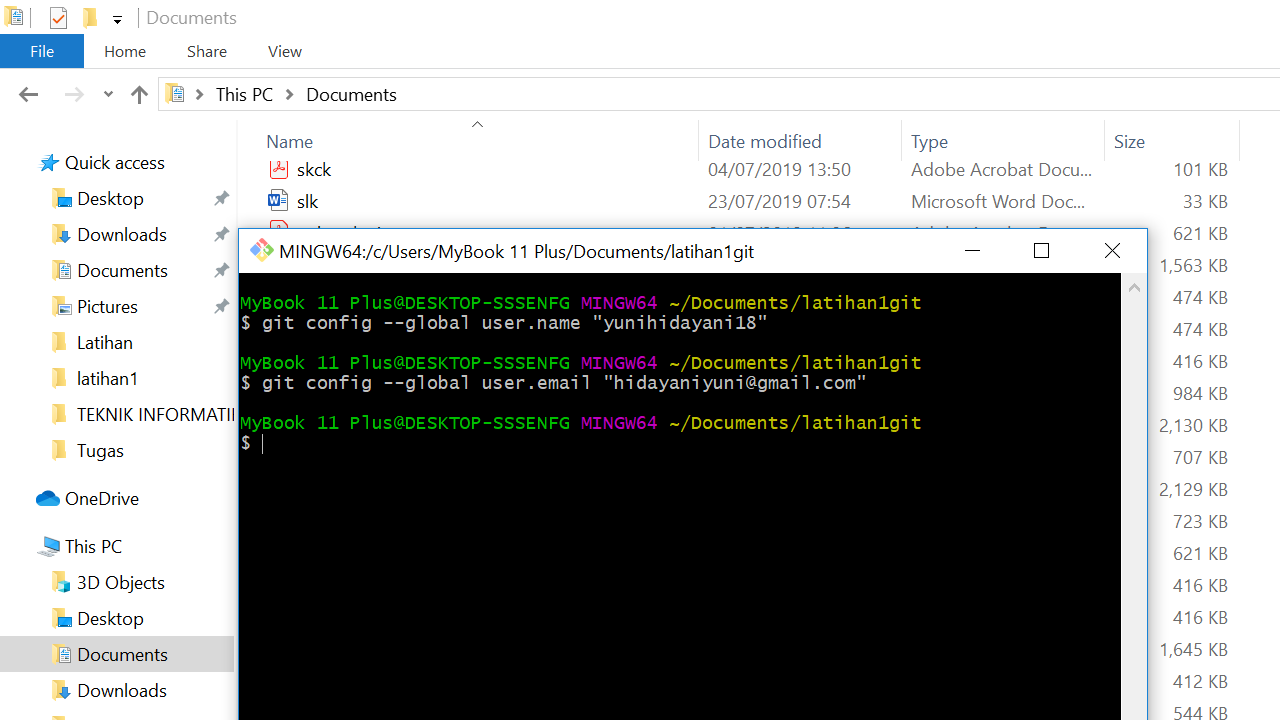 Documents
File Home Share View
This PC Documents
Name Date modified Type Size
Quick access
Desktop
Downloads
Documents
Pictures
Latihan
latihan1
TEKNIK INFORMATI
Tugas
OneDrive
This PC
3D Objects
Desktop
Documents
Downloads
skck 04/07/2019 13:50 Adobe Acrobat Docu... 101 KB
slk 23/07/2019 07:54 Microsoft Word Doc... 33 KB
621 KB
1,563 KB
474 KB
474 KB
416 KB
984 KB
2,130 KB
707 KB
2,129 KB
723 KB
621 KB
416 KB
416 KB
1,645 KB
412 KB
544 KB
MINGW64:/c/Users/MyBook 11 Plus/Documents/latihan1git
MyBook 11 Plus@DESKTOP-SSSENFG MINGW64 ~/Documents/latihan1git
$ git config --global user.name "yunihidayani18"
MyBook 11 Plus@DESKTOP-SSSENFG MINGW64 ~/Documents/latihan1git
$ git config --global user.email "hidayaniyuni@gmail.com"
MyBook 11 Plus@DESKTOP-SSSENFG MINGW64 ~/Documents/latihan1git
$